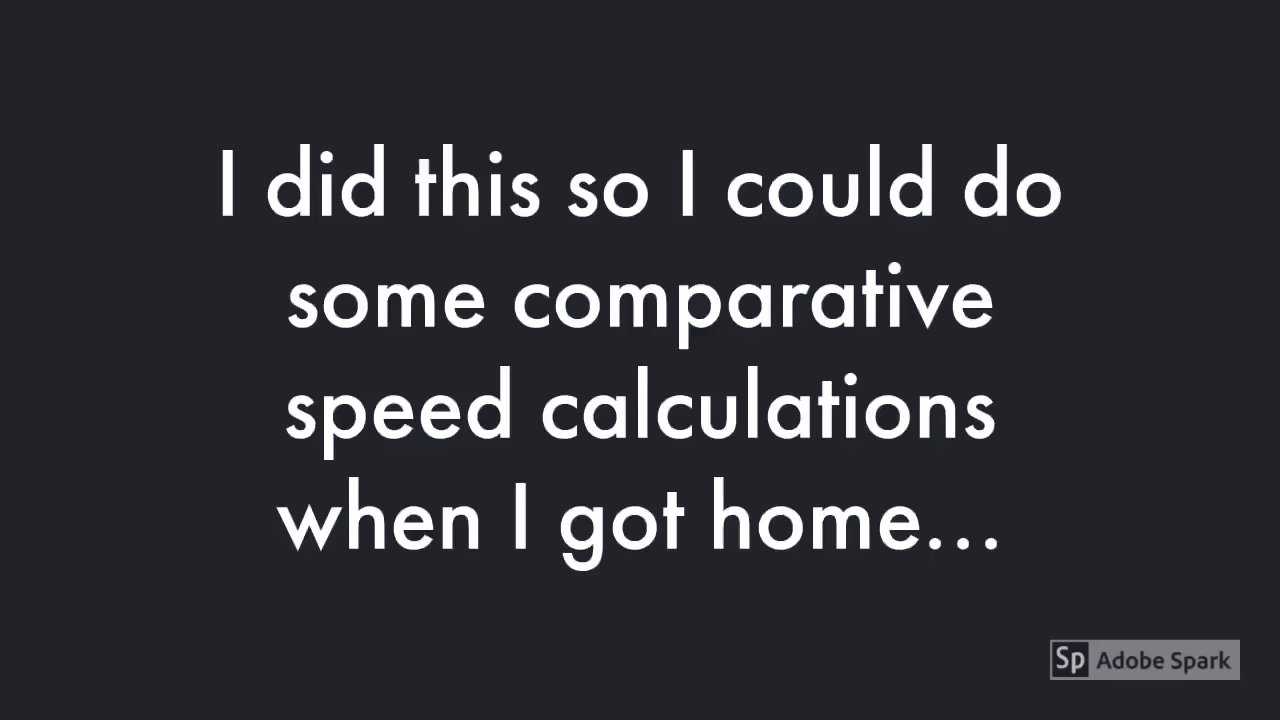 I did this so I could do
some comparative
speed calculations
when I got home...
Sp Adobe Spark